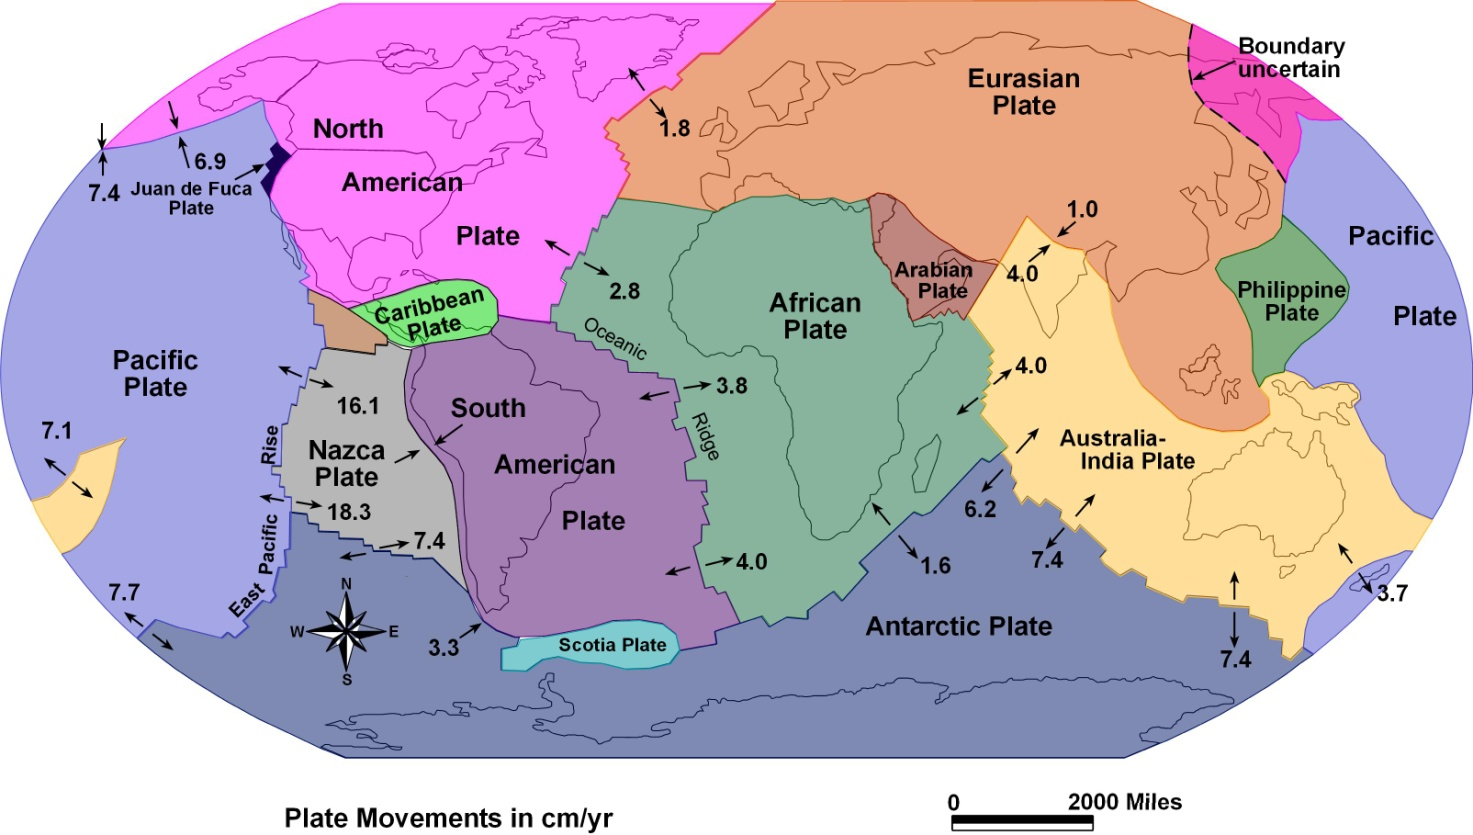 Boundary
uncertain
Eurasian
Plate
North
American
Plate
1.8
6.9
7.4
Juan de Fuca
Plate
1.0
4.0
Pacific
Plate
2.8
Arabian
Plate
African
Plate
Philippine
Plate
Caribbean
Plate
Oceanic
Ridge
Pacific
Plate
16.1
3.8
4.0
South
American
Plate
7.1
Nazca
Plate
Australia-
India Plate
East Pacific Rise
18.3
7.4
6.2
7.4
4.0
1.6
7.7
3.7
N
W
E
S
3.3
Scotia Plate
Antarctic Plate
7.4
Plate Movements in cm/yr
0
2000 Miles